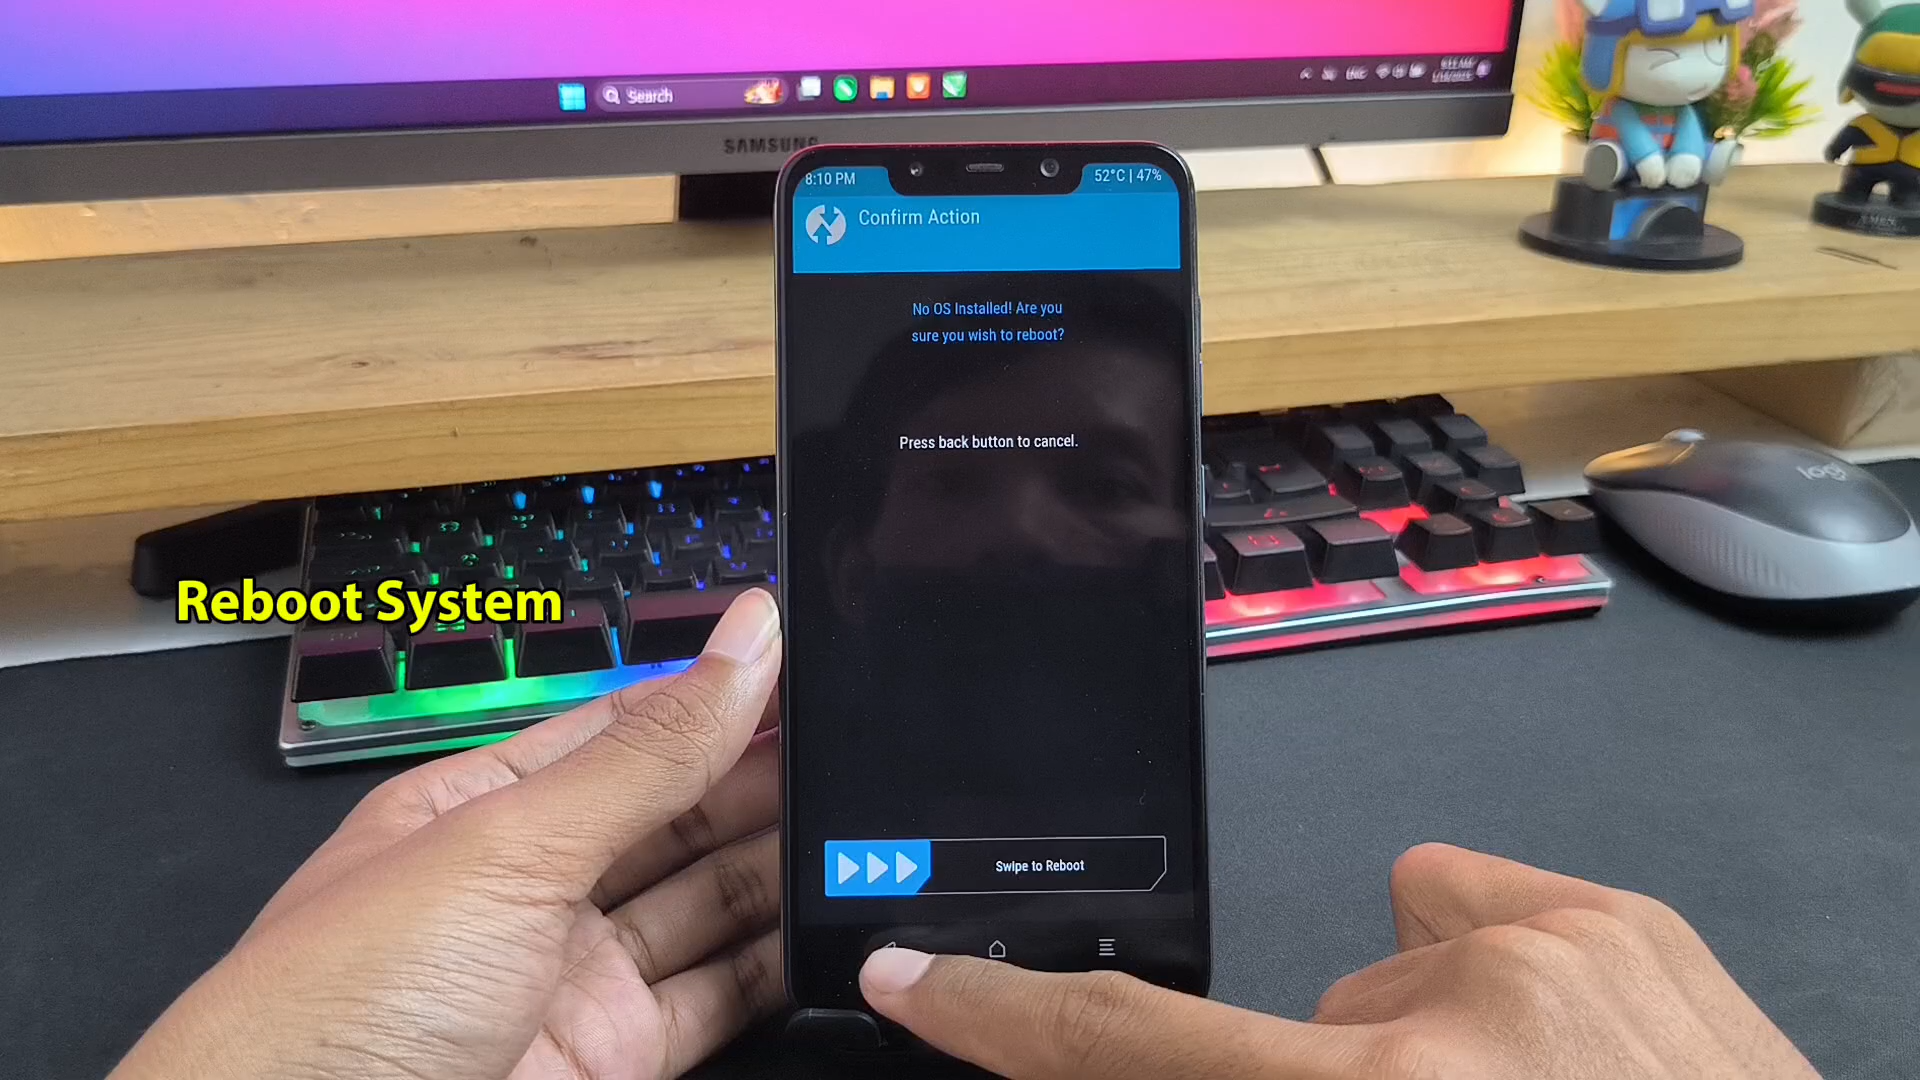 Search
SAMSUNG
8:10 PM
52°C | 47%
Confirm Action
No OS Installed! Are you
sure you wish to reboot?
Press back button to cancel.
logi
Reboot System
Swipe to Reboot